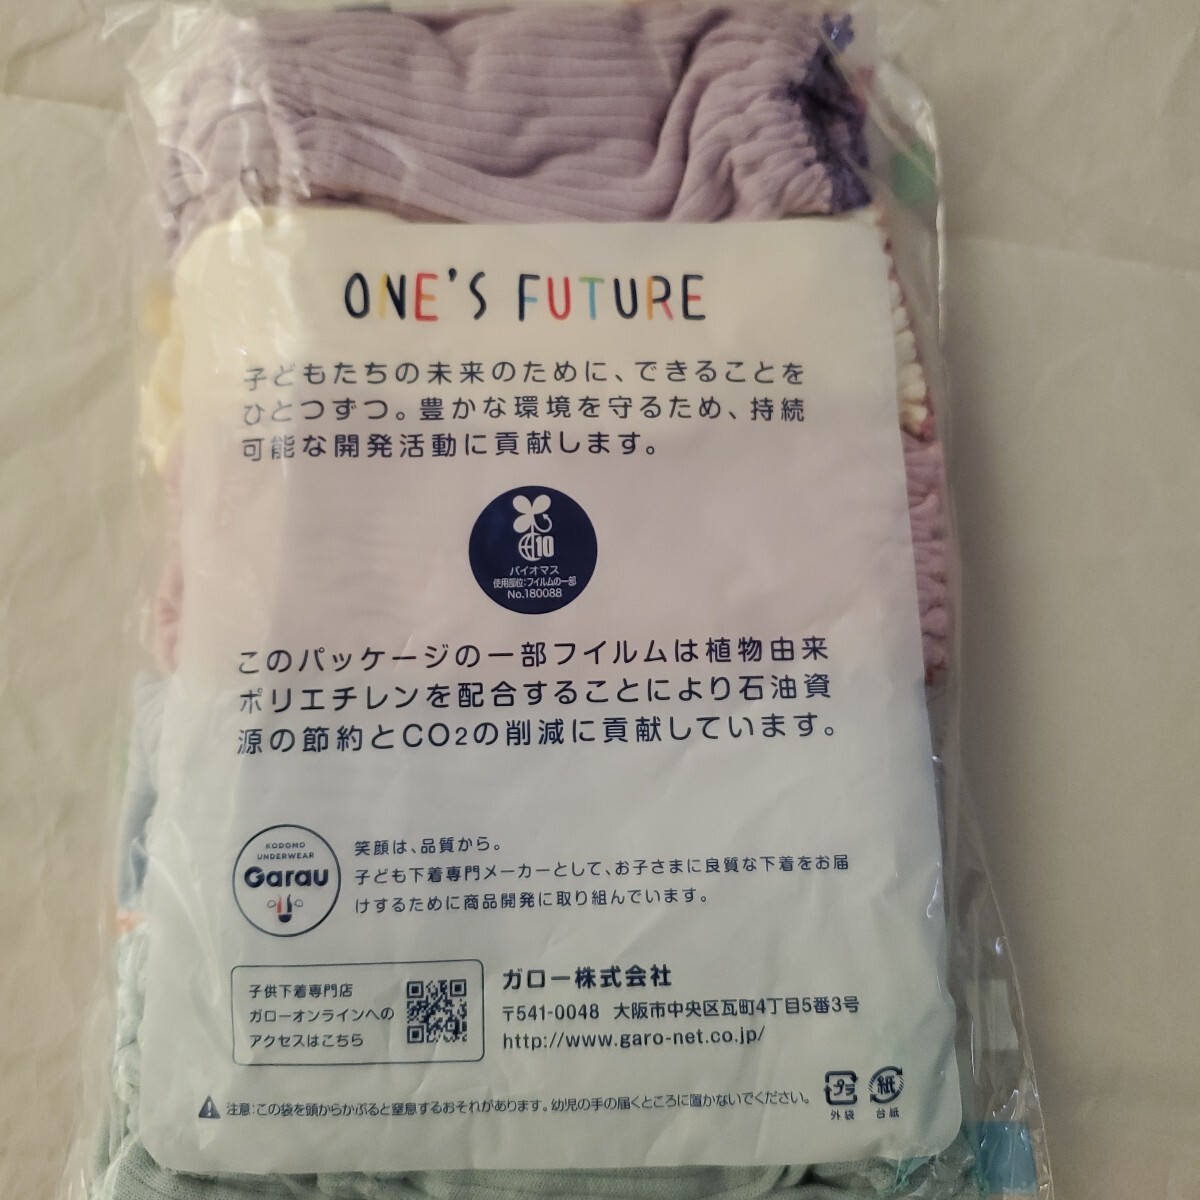 ONE'S FUTURE
子どもたちの未来のために、できることを
ひとつずつ。豊かな環境を守るため、持続
可能な開発活動に貢献します。
10
バイオマス
使用部位:フイルムの一部
No.180088
このパッケージの一部フイルムは植物由来
ポリエチレンを配合することにより石油資
源の節約とCO2の削減に貢献しています。
KODOMO
UNDERWEAR
Garau
笑顔は、品質から。
子ども下着専門メーカーとして、お子さまに良質な下着をお届
けするために商品開発に取り組んでいます。
子供下着専門店
ガローオンラインへの
アクセスはこちら
ガロー株式会社
〒541-0048 大阪市中央区瓦町4丁目5番3号
http://www.garo-net.co.jp/
注意:この袋を頭からかぶると窒息するおそれがあります。幼児の手の届くところに置かないでください。
プラ
外袋
紙
台紙